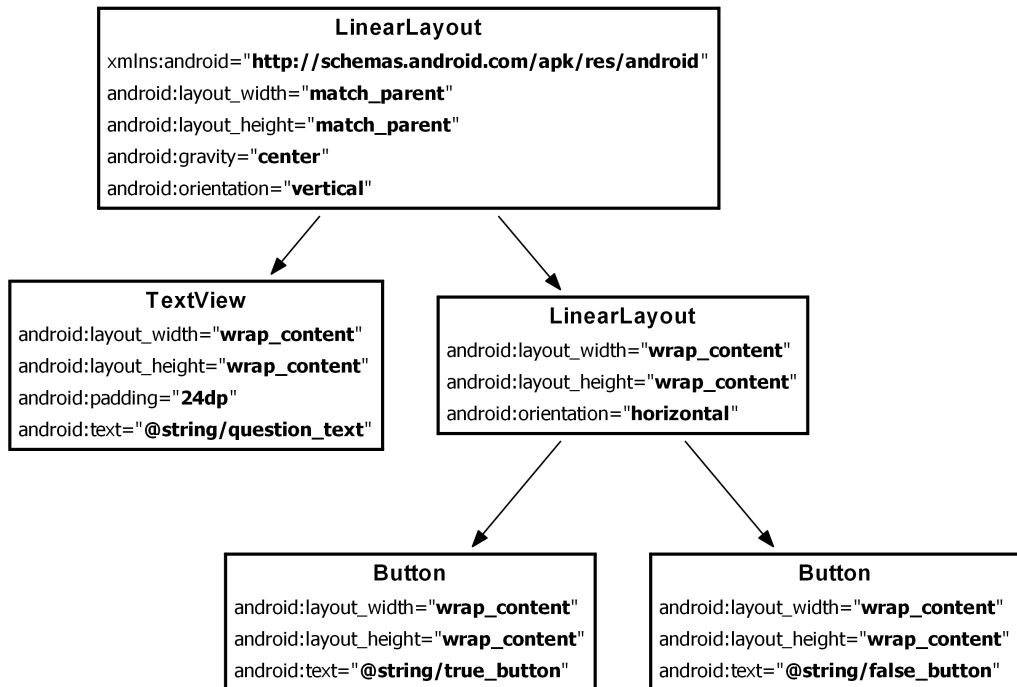 LinearLayout
xmlns:android="http://schemas.android.com/apk/res/android"
android:layout_width="match_parent"
android:layout_height="match_parent"
android:gravity="center"
android:orientation="vertical"
TextView
android:layout_width="wrap_content"
android:layout_height="wrap_content"
android:padding="24dp"
android:text="@string/question_text"
LinearLayout
android:layout_width="wrap_content"
android:layout_height="wrap_content"
android:orientation="horizontal"
Button
android:layout_width="wrap_content"
android:layout_height="wrap_content"
android:text="@string/true_button"
Button
android:layout_width="wrap_content"
android:layout_height="wrap_content"
android:text="@string/false_button"